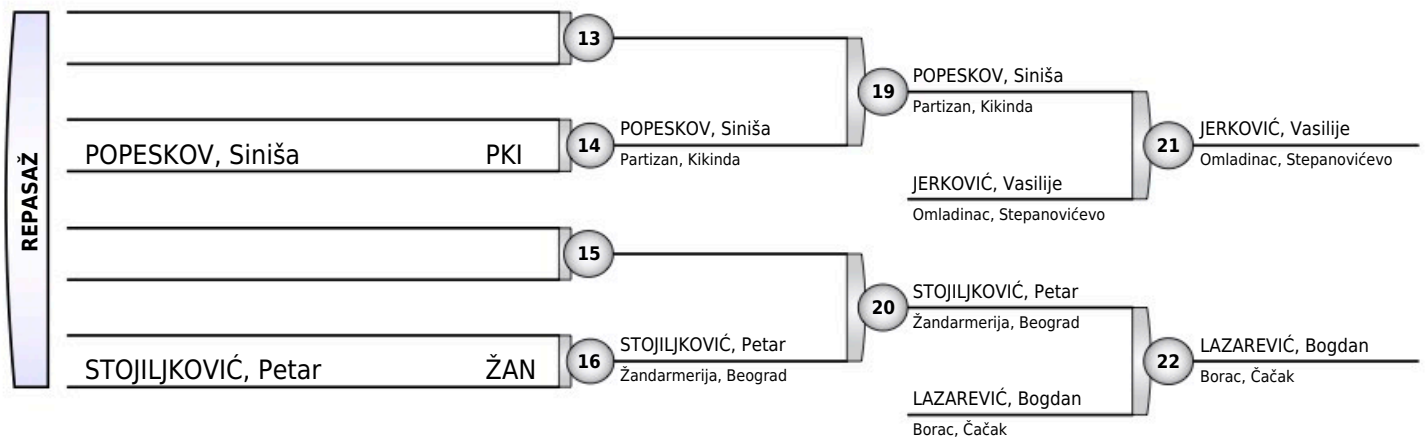 REPASAŽ
13
19
POPESKOV, Siniša
Partizan, Kikinda
POPESKOV, Siniša PKI
14
POPESKOV, Siniša
Partizan, Kikinda
21
JERKOVIĆ, Vasilije
Omladinac, Stepanovićevo
JERKOVIĆ, Vasilije
Omladinac, Stepanovićevo
15
20
STOJILJKOVIĆ, Petar
Žandarmerija, Beograd
STOJILJKOVIĆ, Petar ŽAN
16
STOJILJKOVIĆ, Petar
Žandarmerija, Beograd
22
LAZAREVIĆ, Bogdan
Borac, Čačak
LAZAREVIĆ, Bogdan
Borac, Čačak